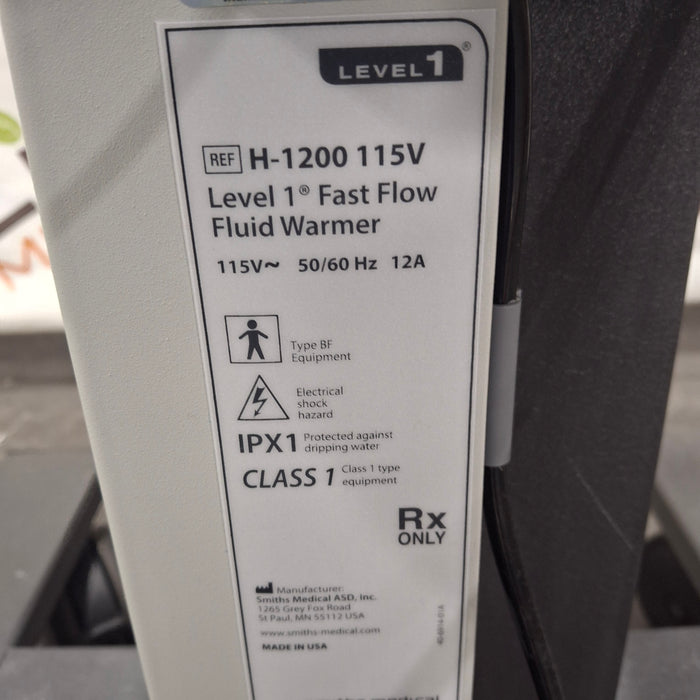 LEVEL 1®
REF H-1200 115V
Level 1® Fast Flow
Fluid Warmer
115V~ 50/60 Hz 12A
Type BF
Equipment
Electrical
shock
hazard
IPX1 Protected against
dripping water
CLASS 1 Class 1 type
equipment
Rx
ONLY
Manufacturer:
Smiths Medical ASD, Inc.
1265 Grey Fox Road
St Paul, MN 55112 USA
www.smiths-medical.com
MADE IN USA